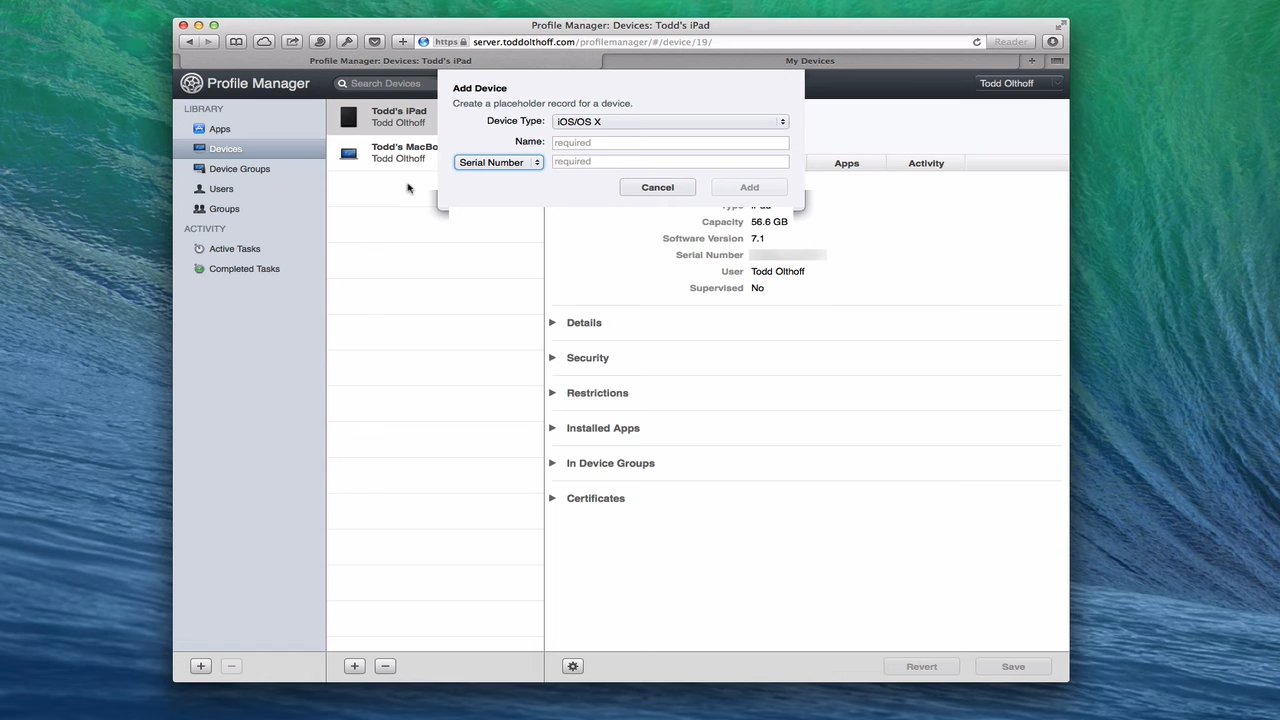 Profile Manager: Devices: Todd's iPad
https server.toddolthoff.com/profilemanager/#/device/19/
Reader
Profile Manager: Devices: Todd's iPad
My Devices
Profile Manager
Search Devices
Todd Olthoff
LIBRARY
Apps
Devices
Device Groups
Users
Groups
ACTIVITY
Active Tasks
Completed Tasks
Todd's iPad
Todd Olthoff
Todd's MacBo
Todd Olthoff
Add Device
Create a placeholder record for a device.
Device Type: iOS/OS X
Name: required
Serial Number required
Cancel Add
Apps Activity
Capacity 56.6 GB
Software Version 7.1
Serial Number
User Todd Olthoff
Supervised No
Details
Security
Restrictions
Installed Apps
In Device Groups
Certificates
Revert Save